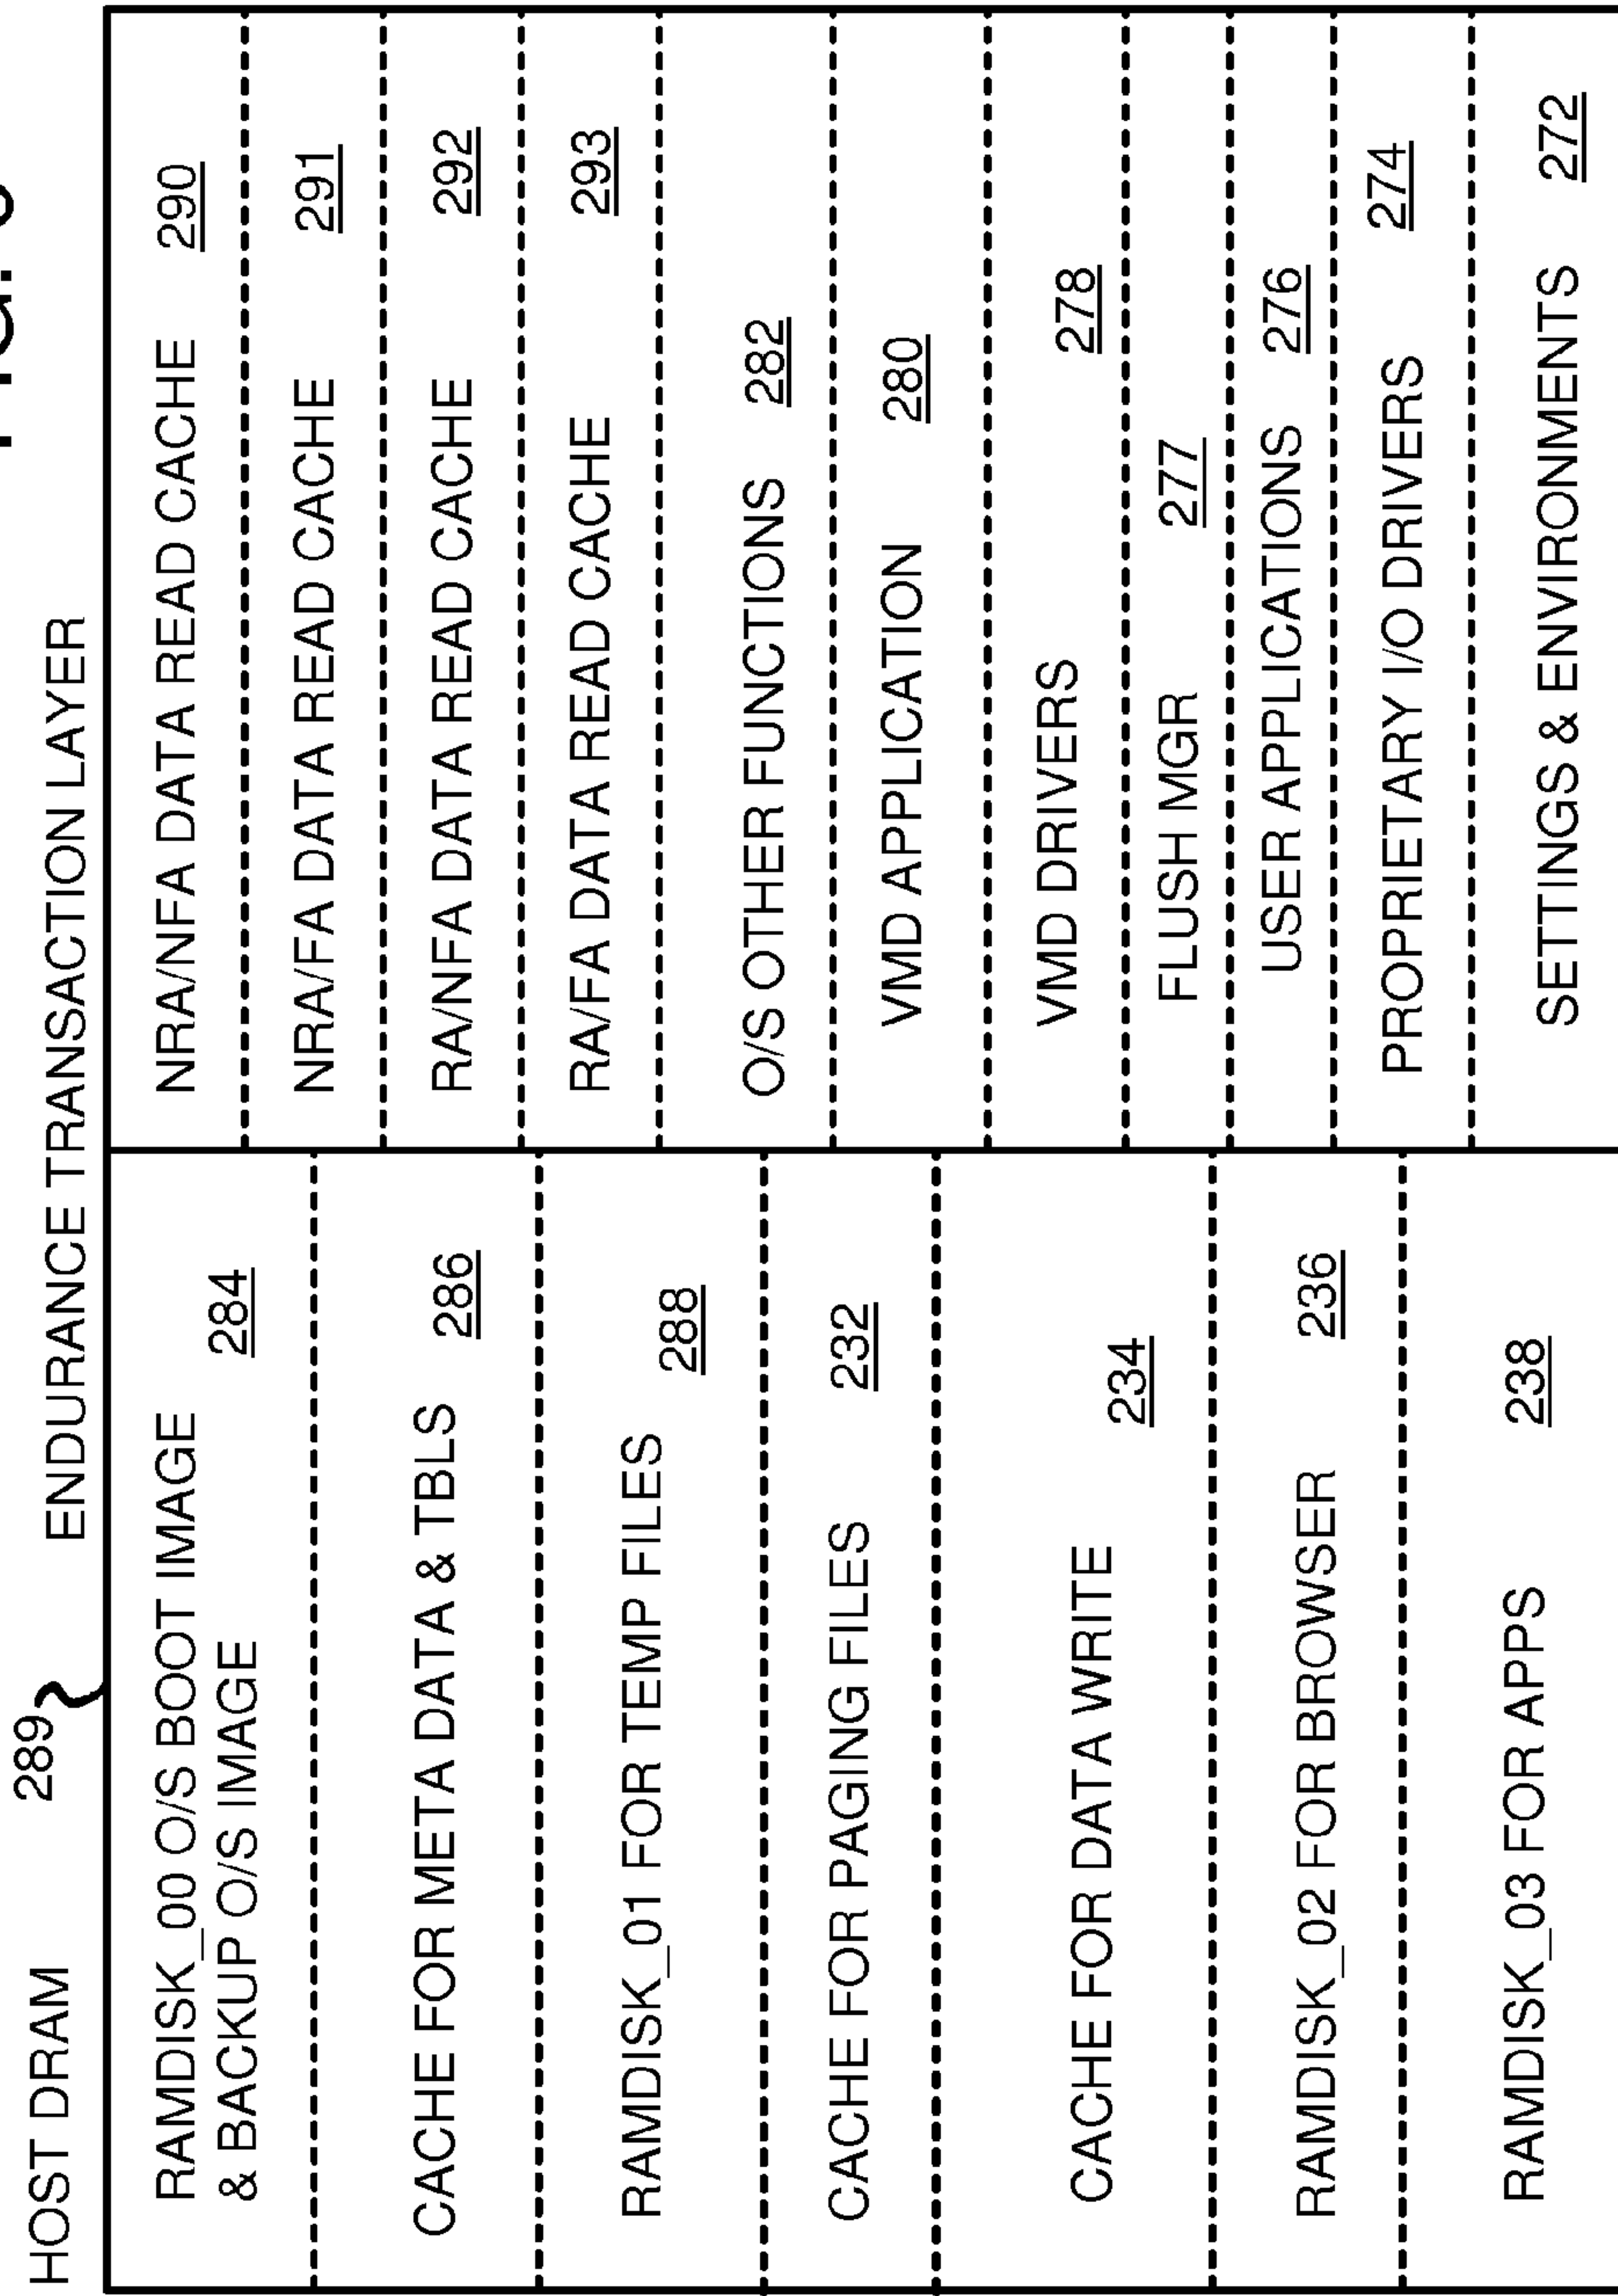 HOST DRAM
289
ENDURANCE TRANSACTION LAYER
RAMDISK_00 O/S BOOT IMAGE
& BACKUP O/S IMAGE
284
CACHE FOR META DATA & TBLS
286
RAMDISK_01 FOR TEMP FILES
288
CACHE FOR PAGING FILES
232
CACHE FOR DATA WRITE
234
RAMDISK_02 FOR BROWSER
236
RAMDISK_03 FOR APPS
238
NRA/NFA DATA READ CACHE
290
NRA/FA DATA READ CACHE
291
RA/NFA DATA READ CACHE
292
RA/FA DATA READ CACHE
293
O/S OTHER FUNCTIONS
282
VMD APPLICATION
280
VMD DRIVERS
278
FLUSH MGR
277
USER APPLICATIONS
276
PROPRIETARY I/O DRIVERS
274
SETTINGS & ENVIRONMENTS
272